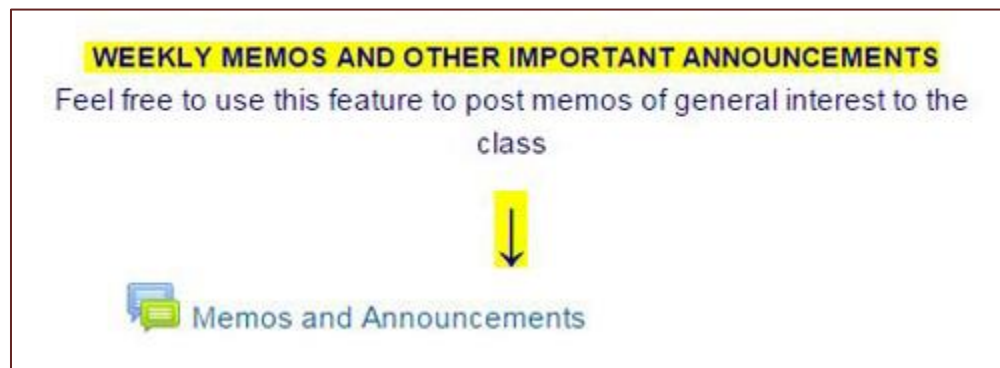 WEEKLY MEMOS AND OTHER IMPORTANT ANNOUNCEMENTS
Feel free to use this feature to post memos of general interest to the
class
↓
Memos and Announcements